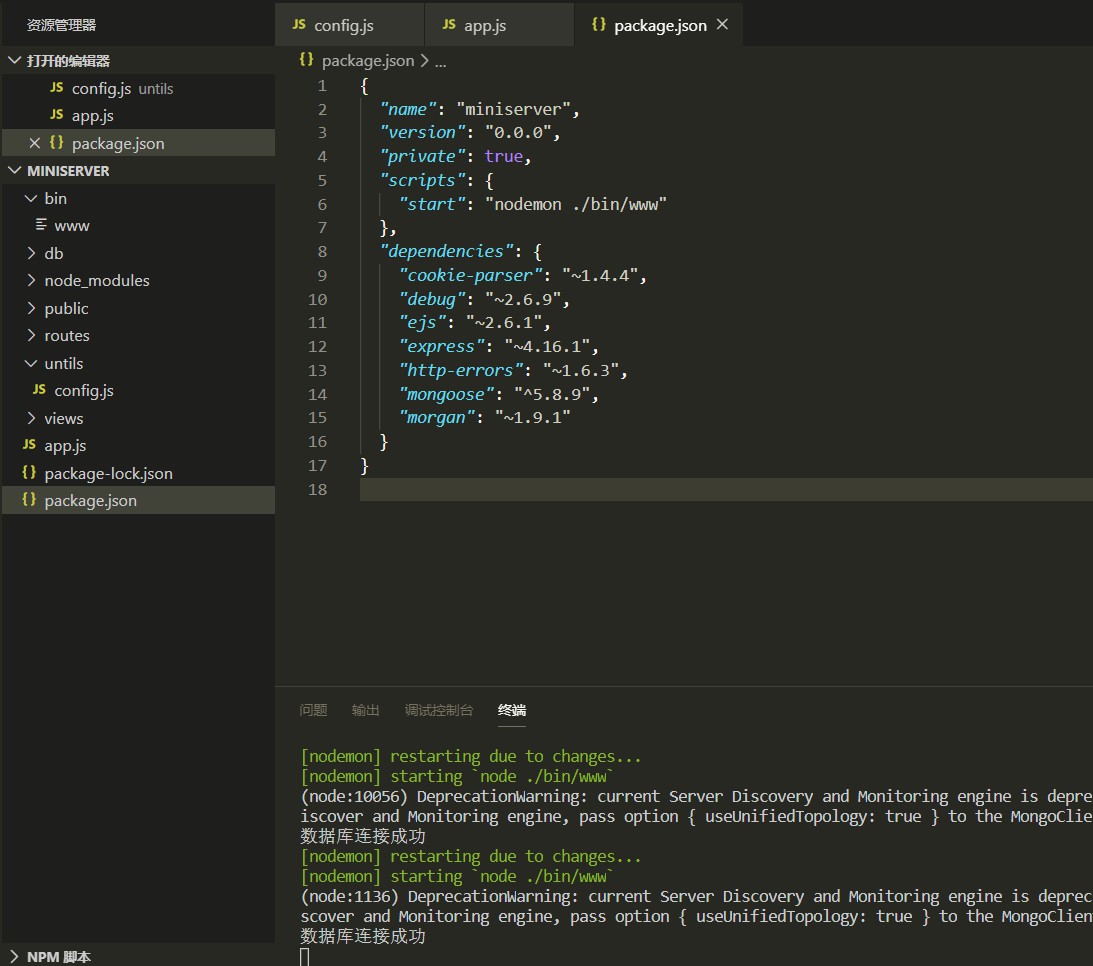 资源管理器
打开的编辑器
JS config.js untils
JS app.js
{} package.json
MINISERVER
bin
www
db
node_modules
public
routes
untils
JS config.js
views
JS app.js
{} package-lock.json
{} package.json
NPM 脚本
JS config.js
JS app.js
{} package.json
{} package.json > ...
1 {
2 "name": "miniserver",
3 "version": "0.0.0",
4 "private": true,
5 "scripts": {
6 "start": "nodemon ./bin/www"
7 },
8 "dependencies": {
9 "cookie-parser": "~1.4.4",
10 "debug": "~2.6.9",
11 "ejs": "~2.6.1",
12 "express": "~4.16.1",
13 "http-errors": "~1.6.3",
14 "mongoose": "^5.8.9",
15 "morgan": "~1.9.1"
16 }
17 }
18
问题 输出 调试控制台 终端
[nodemon] restarting due to changes...
[nodemon] starting `node ./bin/www`
(node:10056) DeprecationWarning: current Server Discovery and Monitoring engine is depre
iscover and Monitoring engine, pass option { useUnifiedTopology: true } to the MongoClie
数据库连接成功
[nodemon] restarting due to changes...
[nodemon] starting `node ./bin/www`
(node:1136) DeprecationWarning: current Server Discovery and Monitoring engine is deprec
scover and Monitoring engine, pass option { useUnifiedTopology: true } to the MongoClien
数据库连接成功